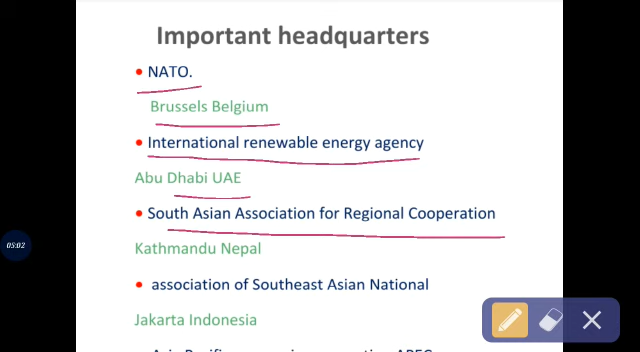 Important headquarters
• NATO.
Brussels Belgium
• International renewable energy agency
Abu Dhabi UAE
• South Asian Association for Regional Cooperation
Kathmandu Nepal
• association of Southeast Asian National
Jakarta Indonesia
05:02